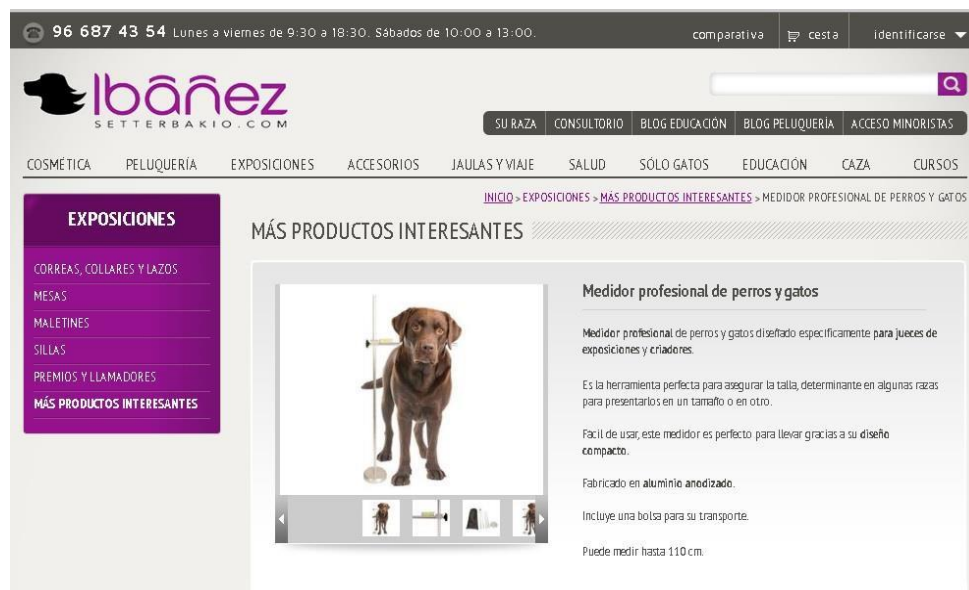 96 687 43 54 Lunes a viernes de 9:30 a 18:30. Sábados de 10:00 a 13:00.
comparativa
cesta
identificarse
Ibâñez
SETTERBAKIO.COM
SU RAZA
CONSULTORIO
BLOG EDUCACIÓN
BLOG PELUQUERÍA
ACCESO MINORISTAS
COSMÉTICA
PELUQUERÍA
EXPOSICIONES
ACCESORIOS
JAULAS Y VIAJE
SALUD
SÓLO GATOS
EDUCACIÓN
CAZA
CURSOS
INICIO > EXPOSICIONES > MÁS PRODUCTOS INTERESANTES > MEDIDOR PROFESIONAL DE PERROS Y GATOS
EXPOSICIONES
CORREAS, COLLARES Y LAZOS
MESAS
MALETINES
SILLAS
PREMIOS Y LLAMADORES
MÁS PRODUCTOS INTERESANTES
MÁS PRODUCTOS INTERESANTES
Medidor profesional de perros y gatos
Medidor profesional de perros y gatos diseñado específicamente para jueces de
exposiciones y criadores.
Es la herramienta perfecta para asegurar la talla, determinante en algunas razas
para presentarlos en un tamaño o en otro.
Facil de usar, este medidor es perfecto para llevar gracias a su diseño
compacto.
Fabricado en aluminio anodizado.
Incluye una bolsa para su transporte.
Puede medir hasta 110 cm.